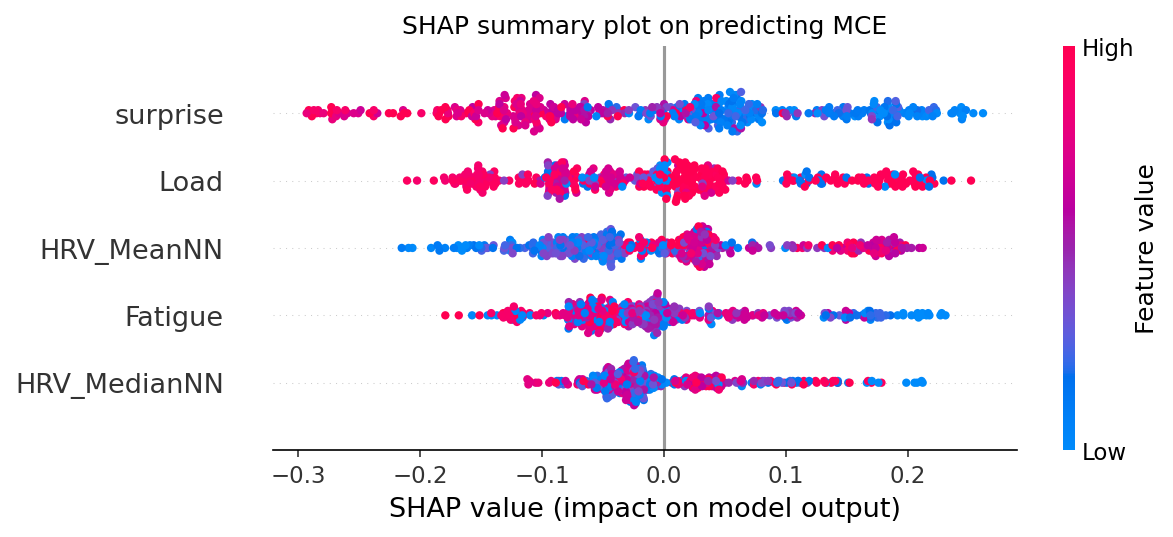 SHAP summary plot on predicting MCE
High
surprise
Load
HRV_MeanNN
Fatigue
HRV_MedianNN
Feature value
Low
−0.3 −0.2 −0.1 0.0 0.1 0.2
SHAP value (impact on model output)